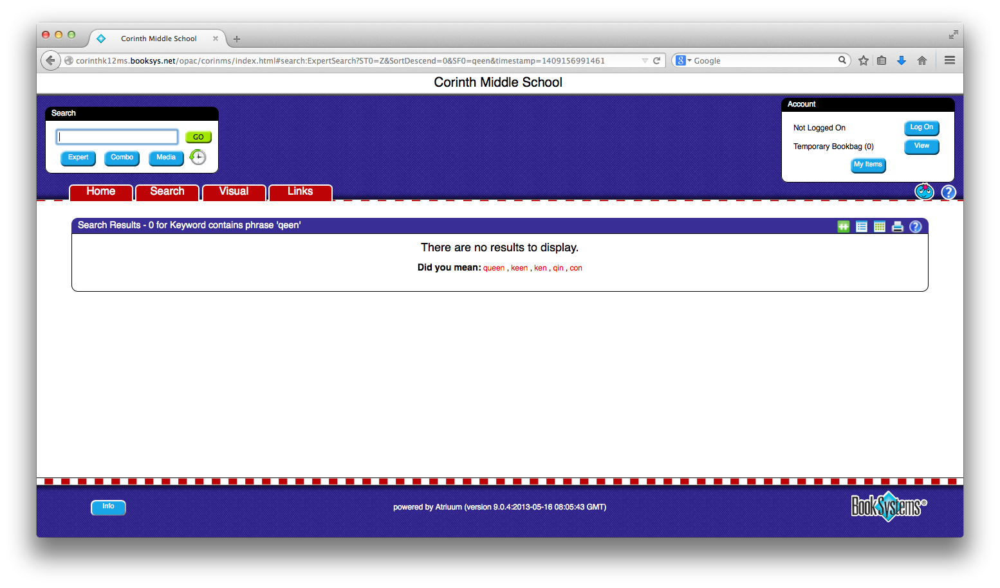 Corinth Middle School
corinthk12ms.booksys.net/opac/corinms/index.html#search:ExpertSearch?ST0=Z&SortDescend=0&SF0=qeen&timestamp=1409156991461
Google
Corinth Middle School
Search
GO
Expert Combo Media
Account
Not Logged On Log On
Temporary Bookbag (0) View
My Items
Home Search Visual Links
Search Results - 0 for Keyword contains phrase 'qeen'
There are no results to display.
Did you mean: queen , keen , ken , qin , con
Info
powered by Atriuum (version 9.0.4:2013-05-16 08:05:43 GMT)
BookSystems®